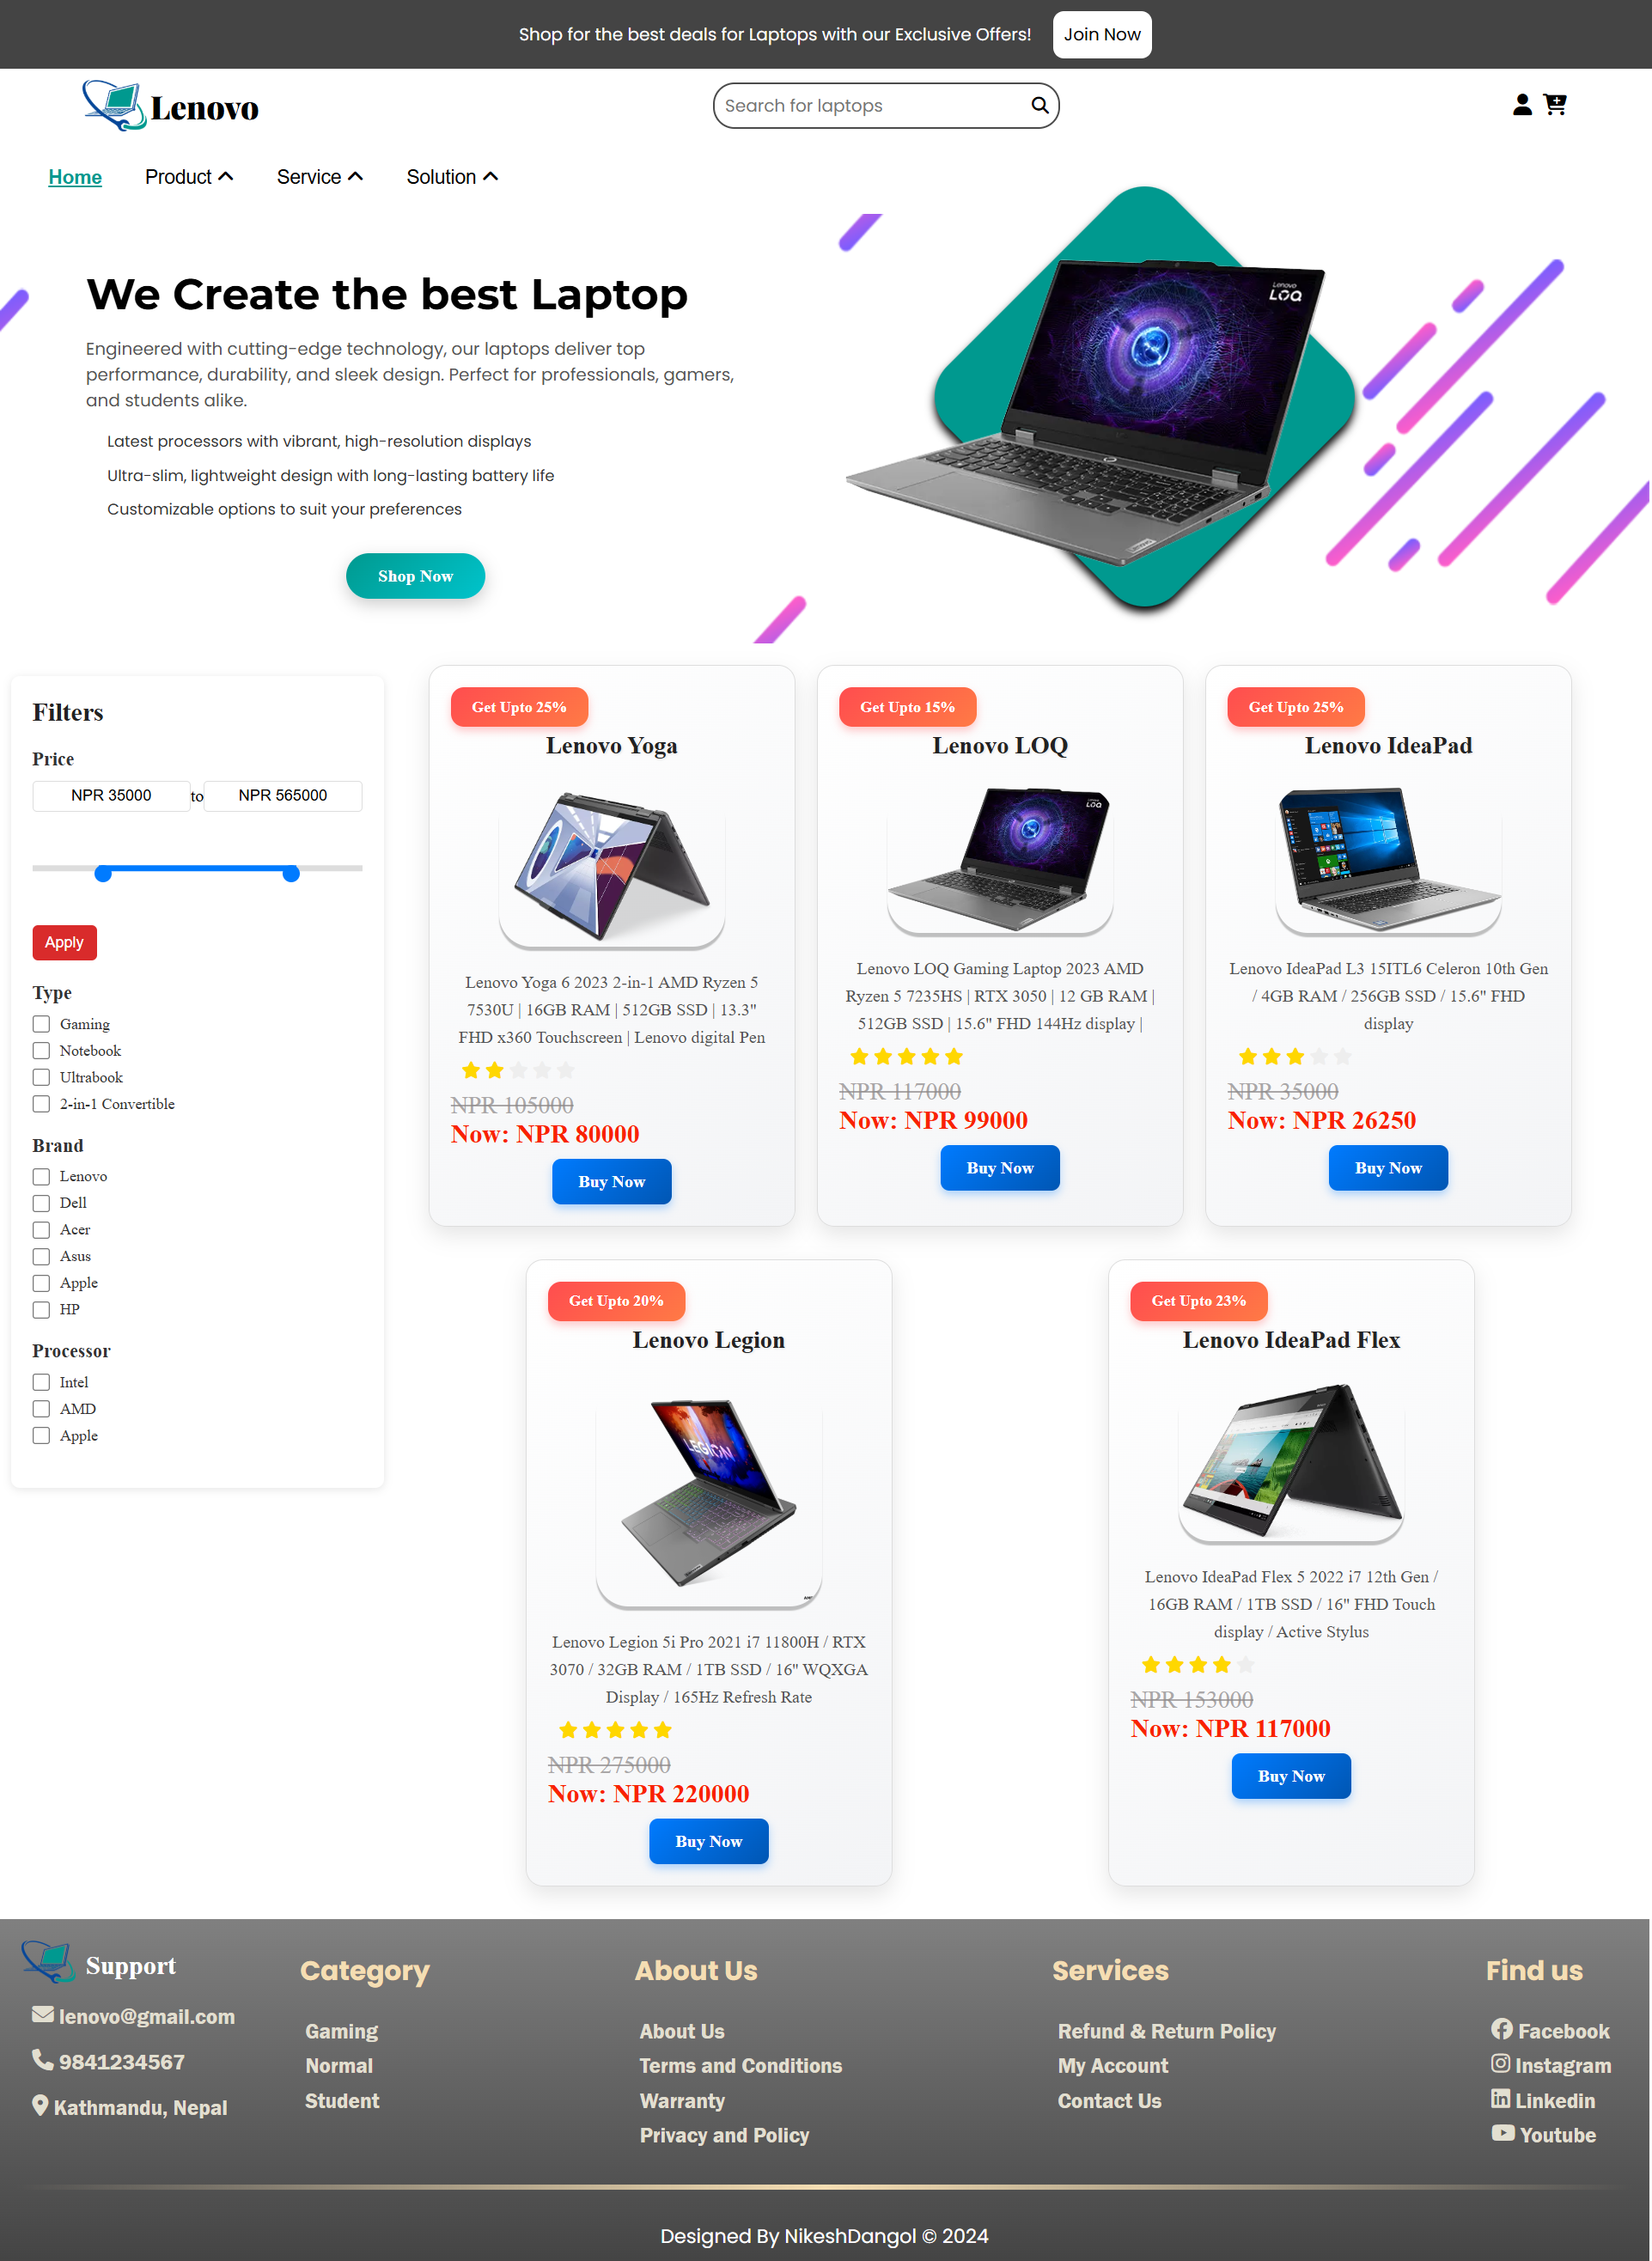 Shop for the best deals for Laptops with our Exclusive Offers! Join Now
Lenovo
Search for laptops
Home Product Service Solution
Lenovo
LOQ
We Create the best Laptop
Engineered with cutting-edge technology, our laptops deliver top
performance, durability, and sleek design. Perfect for professionals, gamers,
and students alike.
Latest processors with vibrant, high-resolution displays
Ultra-slim, lightweight design with long-lasting battery life
Customizable options to suit your preferences
Shop Now
Filters
Price
NPR 35000 to NPR 565000
Apply
Type
Gaming
Notebook
Ultrabook
2-in-1 Convertible
Brand
Lenovo
Dell
Acer
Asus
Apple
HP
Processor
Intel
AMD
Apple
Get Upto 25%
Lenovo Yoga
Lenovo Yoga 6 2023 2-in-1 AMD Ryzen 5
7530U | 16GB RAM | 512GB SSD | 13.3"
FHD x360 Touchscreen | Lenovo digital Pen
NPR 105000
Now: NPR 80000
Buy Now
Get Upto 15%
Lenovo LOQ
LOQ
Lenovo LOQ Gaming Laptop 2023 AMD
Ryzen 5 7235HS | RTX 3050 | 12 GB RAM |
512GB SSD | 15.6" FHD 144Hz display |
NPR 117000
Now: NPR 99000
Buy Now
Get Upto 25%
Lenovo IdeaPad
Lenovo IdeaPad L3 15ITL6 Celeron 10th Gen
/ 4GB RAM / 256GB SSD / 15.6" FHD
display
NPR 35000
Now: NPR 26250
Buy Now
Get Upto 20%
Lenovo Legion
LEGION
Lenovo Legion 5i Pro 2021 i7 11800H / RTX
3070 / 32GB RAM / 1TB SSD / 16" WQXGA
Display / 165Hz Refresh Rate
NPR 275000
Now: NPR 220000
Buy Now
Get Upto 23%
Lenovo IdeaPad Flex
Lenovo IdeaPad Flex 5 2022 i7 12th Gen /
16GB RAM / 1TB SSD / 16" FHD Touch
display / Active Stylus
NPR 153000
Now: NPR 117000
Buy Now
Support
lenovo@gmail.com
9841234567
Kathmandu, Nepal
Category
Gaming
Normal
Student
About Us
About Us
Terms and Conditions
Warranty
Privacy and Policy
Services
Refund & Return Policy
My Account
Contact Us
Find us
Facebook
Instagram
Linkedin
Youtube
Designed By NikeshDangol © 2024